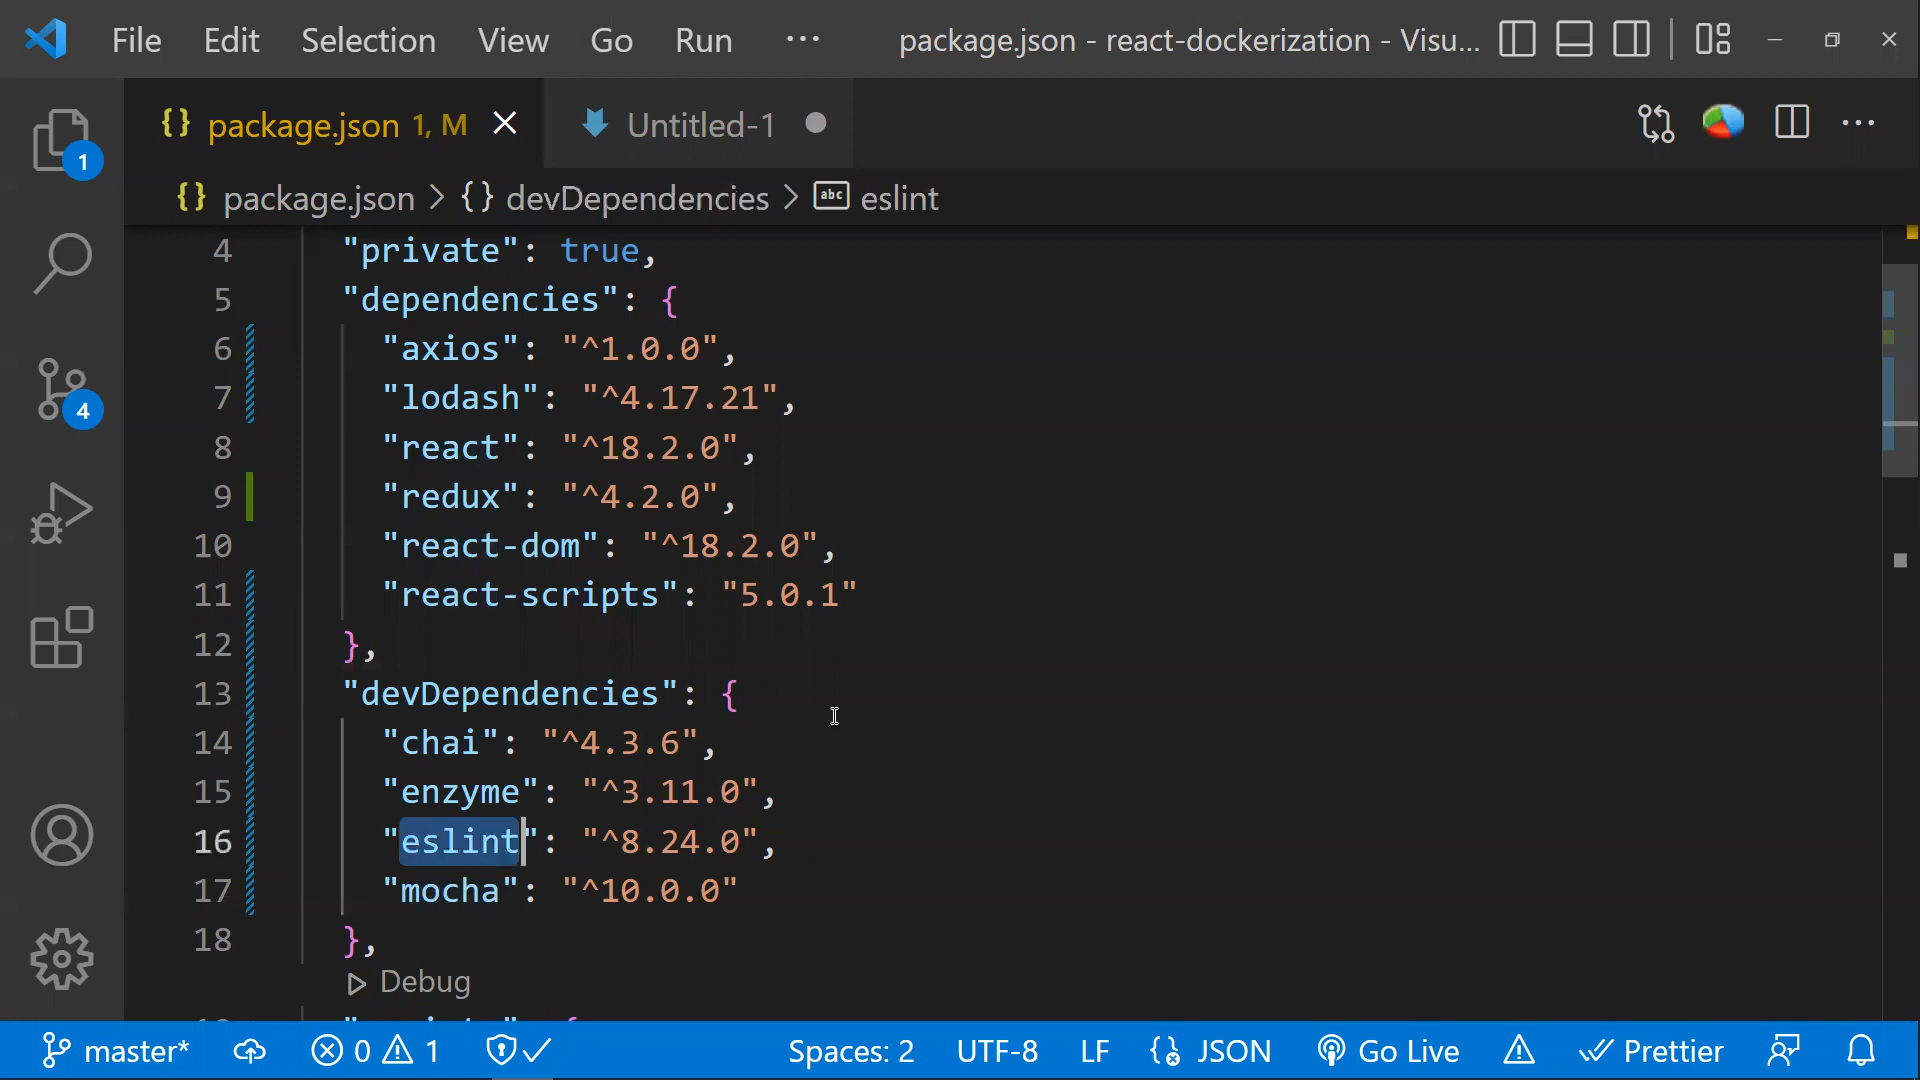 File Edit Selection View Go Run ··· package.json - react-dockerization - Visu...
{} package.json 1, M Untitled-1
1
{} package.json > {} devDependencies > abc eslint
4 "private": true,
5 "dependencies": {
6 "axios": "^1.0.0",
7 "lodash": "^4.17.21",
4
8 "react": "^18.2.0",
9 "redux": "^4.2.0",
10 "react-dom": "^18.2.0",
11 "react-scripts": "5.0.1"
12 },
13 "devDependencies": {
14 "chai": "^4.3.6",
15 "enzyme": "^3.11.0",
16 "eslint": "^8.24.0",
17 "mocha": "^10.0.0"
18 },
Debug
master* 0 1 Spaces: 2 UTF-8 LF {} JSON Go Live Prettier